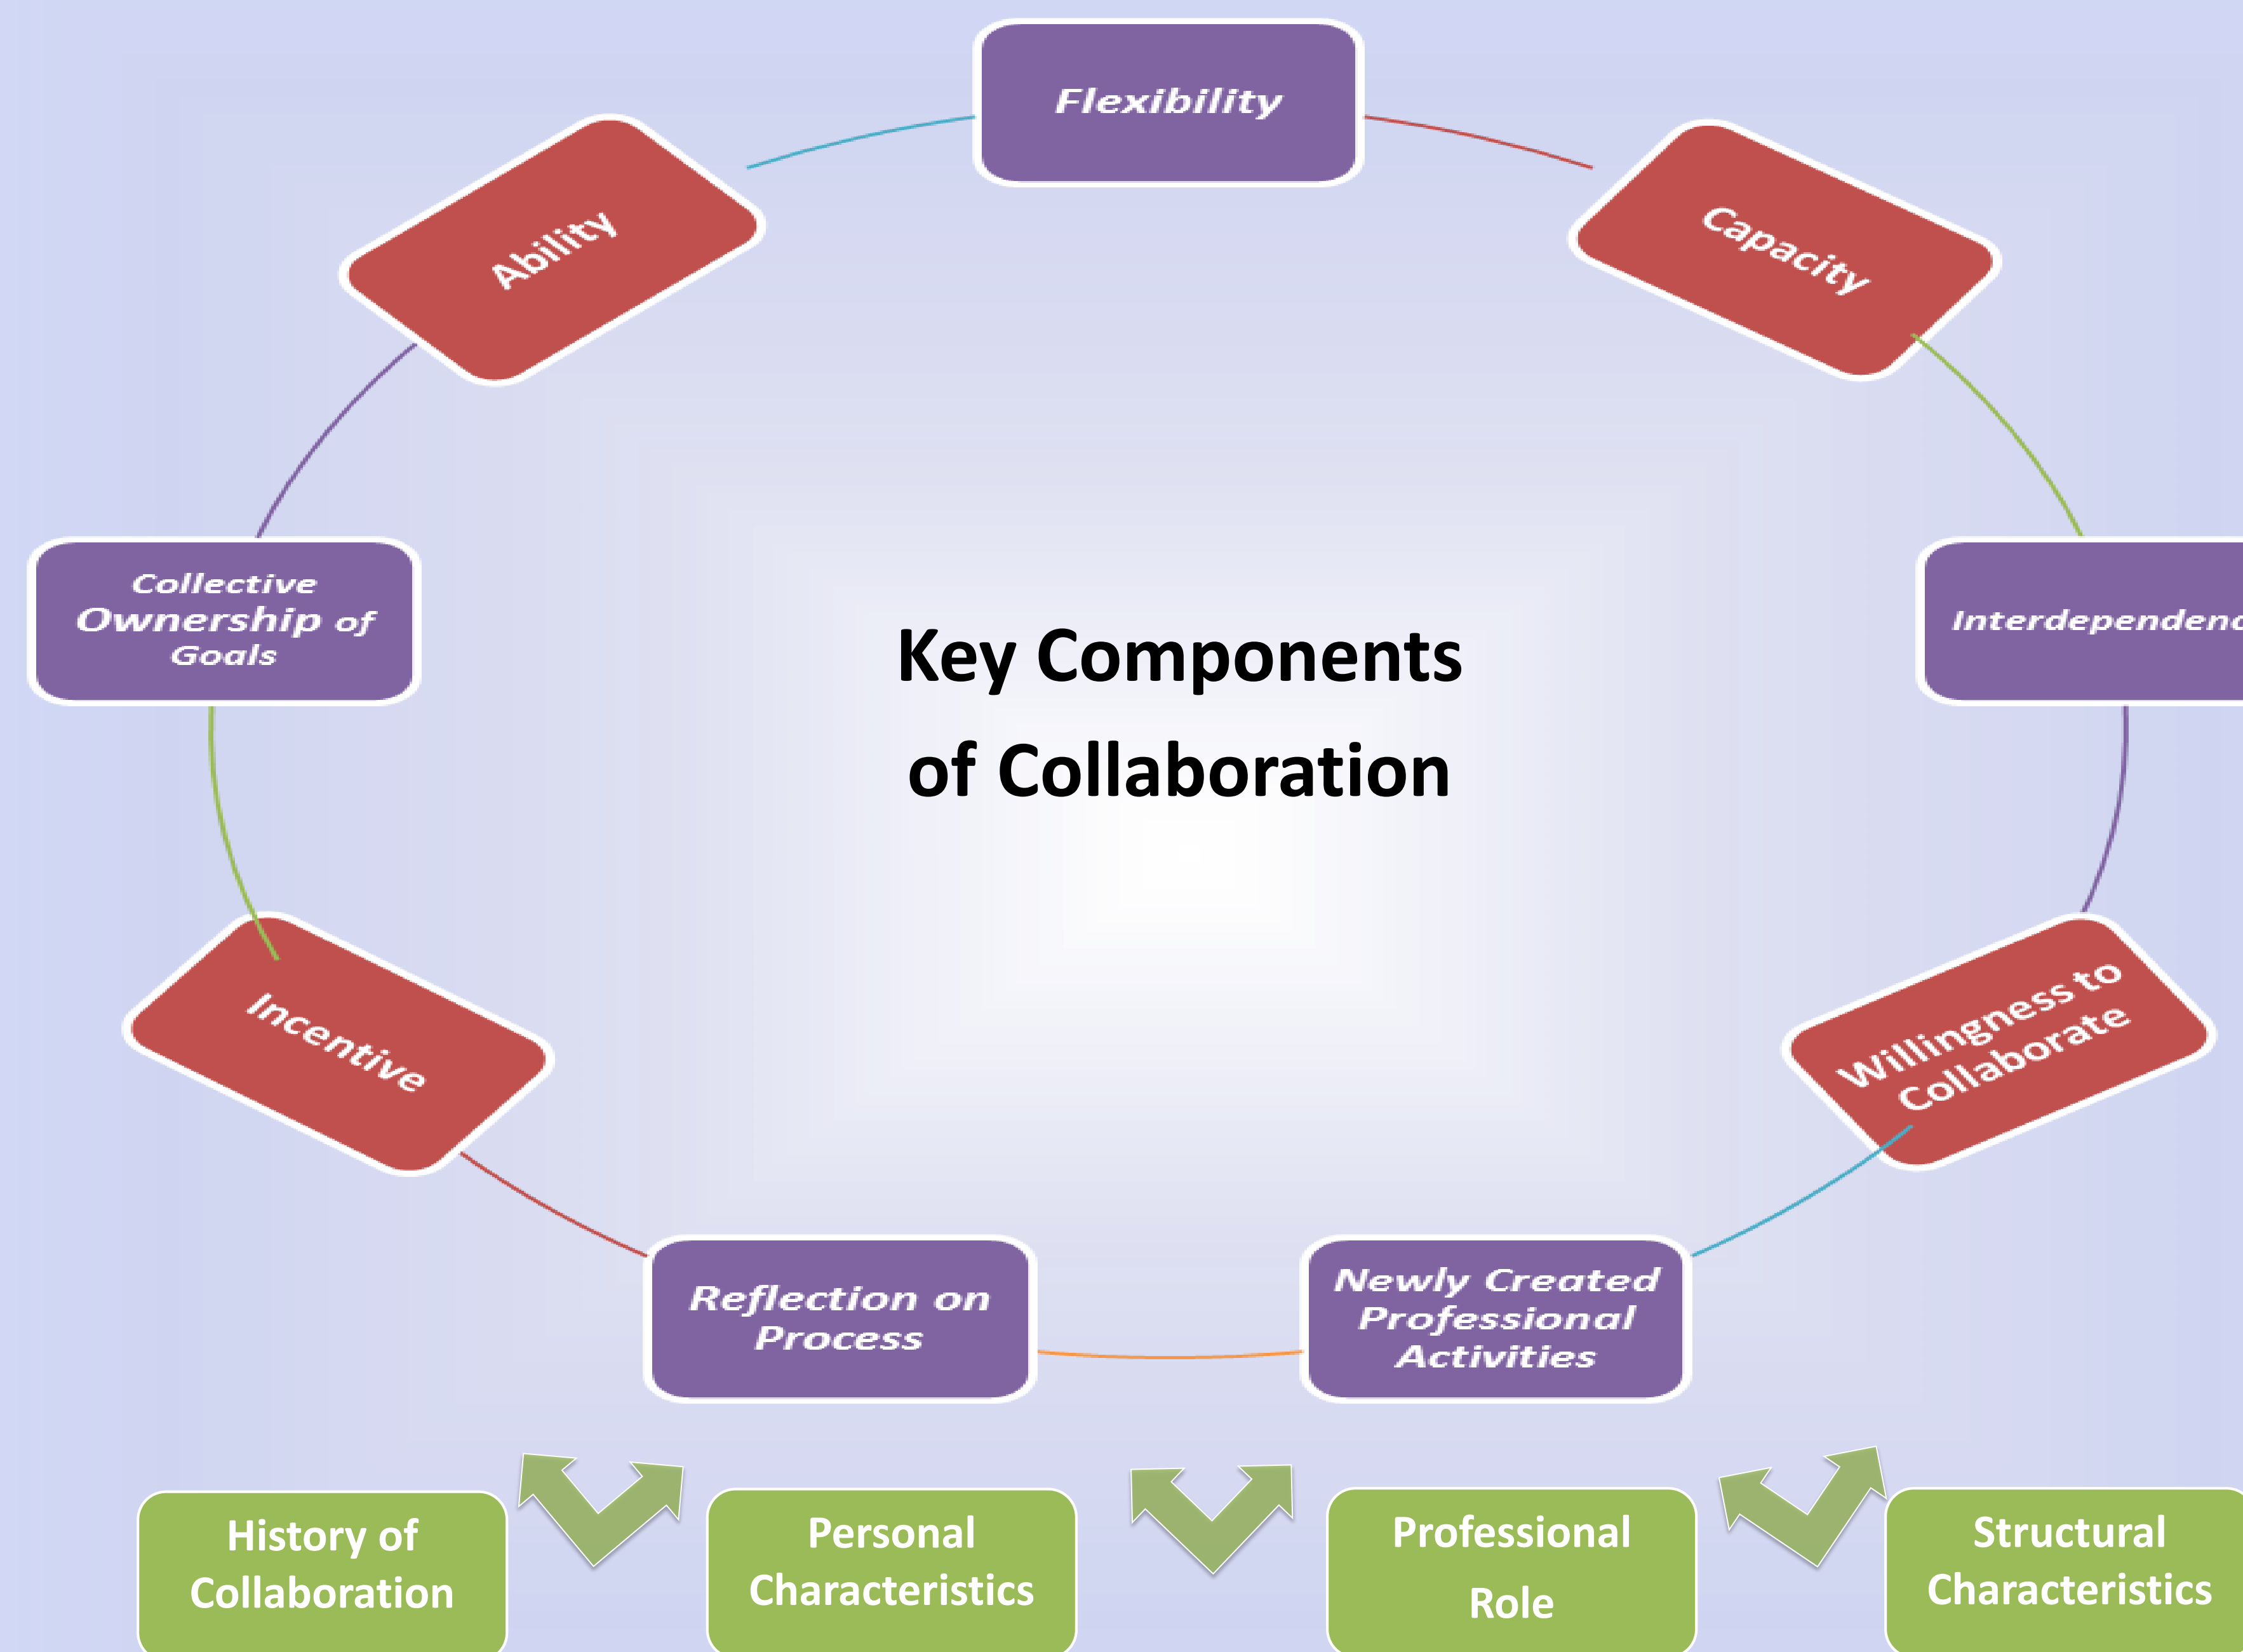 Flexibility
Ability
Capacity
Collective
Ownership of
Goals
Interdependenc
Key Components
of Collaboration
Incentive
Willingness to
Collaborate
Reflection on
Process
Newly Created
Professional
Activities
History of
Collaboration
Personal
Characteristics
Professional
Role
Structural
Characteristics